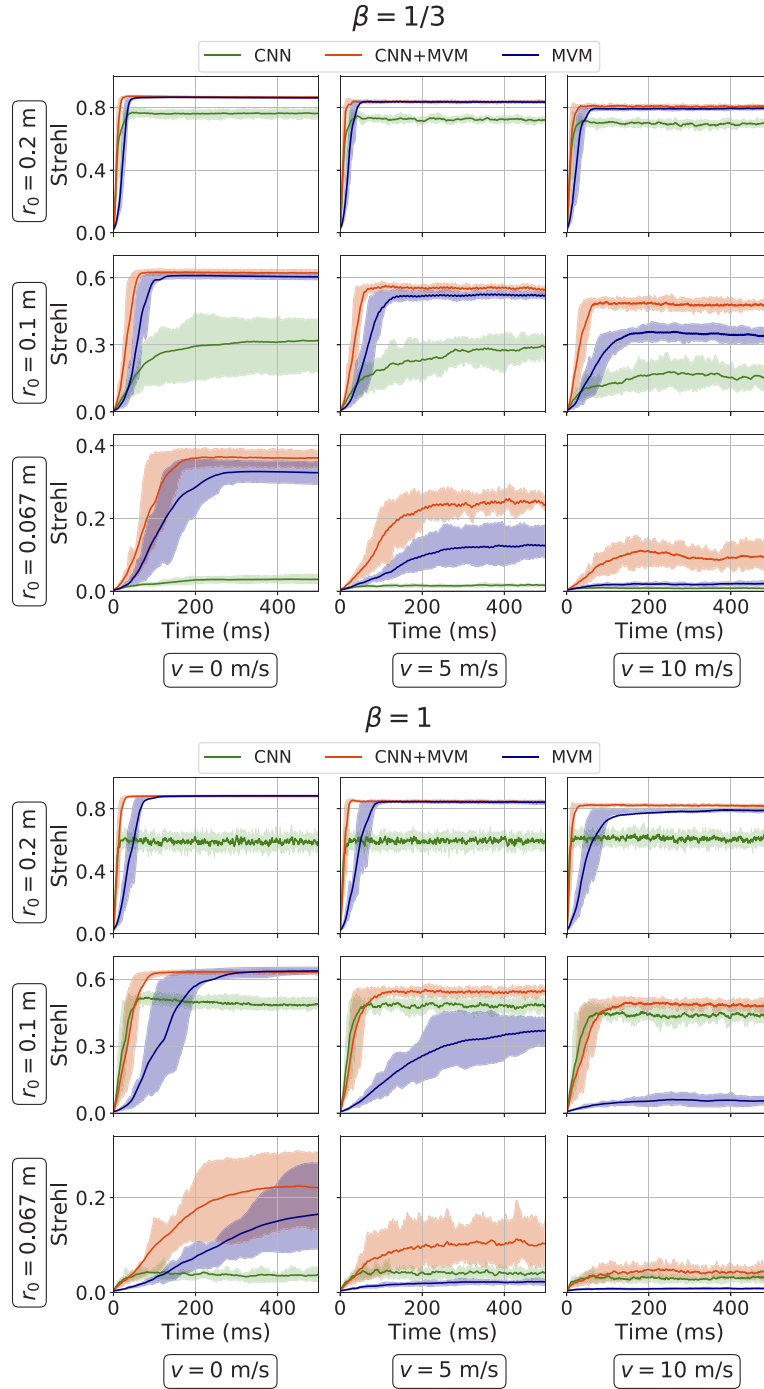 β = 1/3
CNN CNN+MVM MVM
r₀ = 0.2 m
Strehl
0.8
0.4
0.0
r₀ = 0.1 m
Strehl
0.6
0.3
0.0
r₀ = 0.067 m
Strehl
0.4
0.2
0.0
0 200 400 0 200 400 0 200 400
Time (ms) Time (ms) Time (ms)
v = 0 m/s v = 5 m/s v = 10 m/s
β = 1
CNN CNN+MVM MVM
r₀ = 0.2 m
Strehl
0.8
0.4
0.0
r₀ = 0.1 m
Strehl
0.6
0.3
0.0
r₀ = 0.067 m
Strehl
0.2
0.0
0 200 400 0 200 400 0 200 400
Time (ms) Time (ms) Time (ms)
v = 0 m/s v = 5 m/s v = 10 m/s